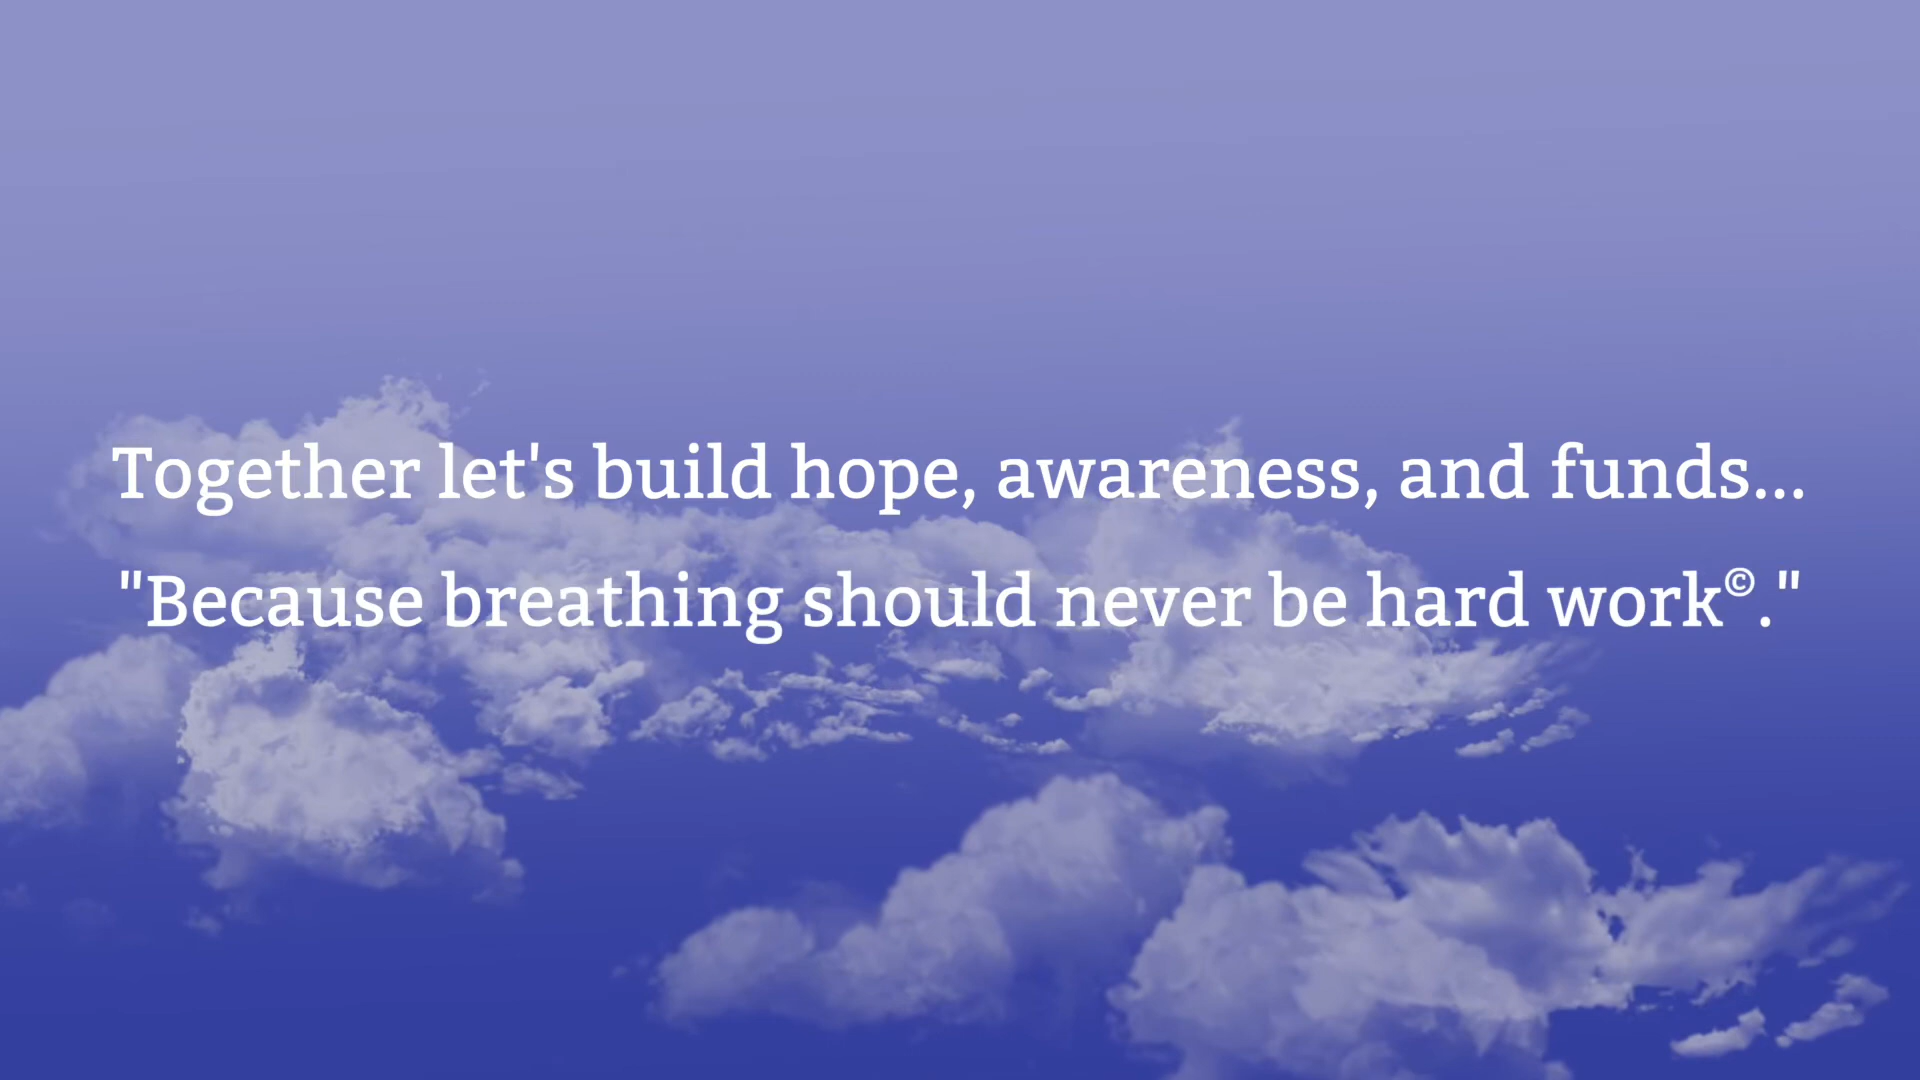 Together let's build hope, awareness, and funds...
"Because breathing should never be hard work©."